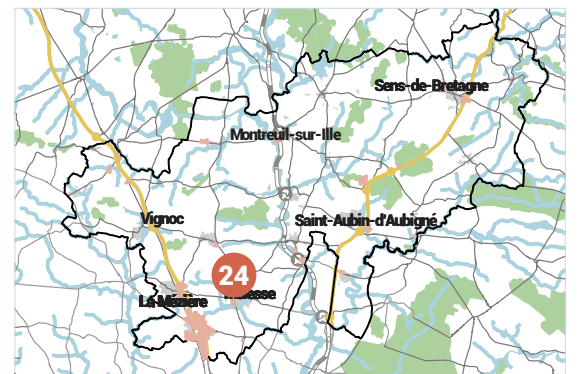 Sens-de-Bretagne
Montreuil-sur-Ille
Vignoc
Saint-Aubin-d'Aubigné
24
La Mézière